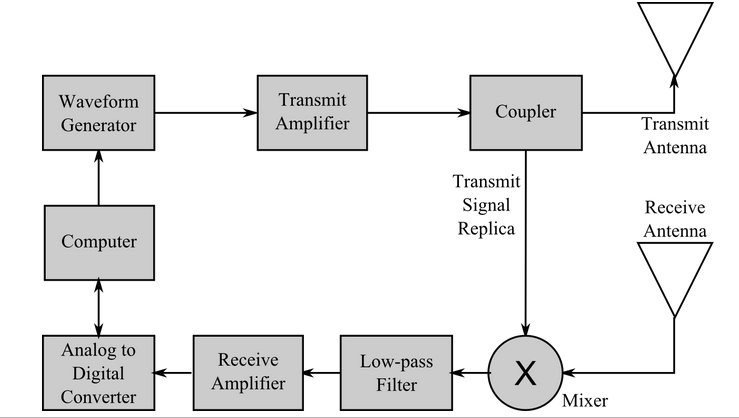 Waveform
Generator
Transmit
Amplifier
Coupler
Transmit
Antenna
Transmit
Signal
Replica
Receive
Antenna
Computer
Analog to
Digital
Converter
Receive
Amplifier
Low-pass
Filter
X
Mixer